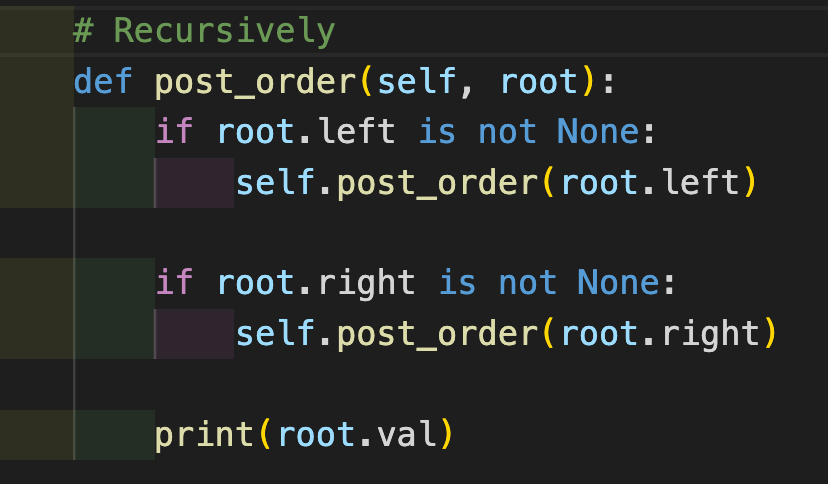 # Recursively
def post_order(self, root):
    if root.left is not None:
        self.post_order(root.left)

    if root.right is not None:
        self.post_order(root.right)

    print(root.val)